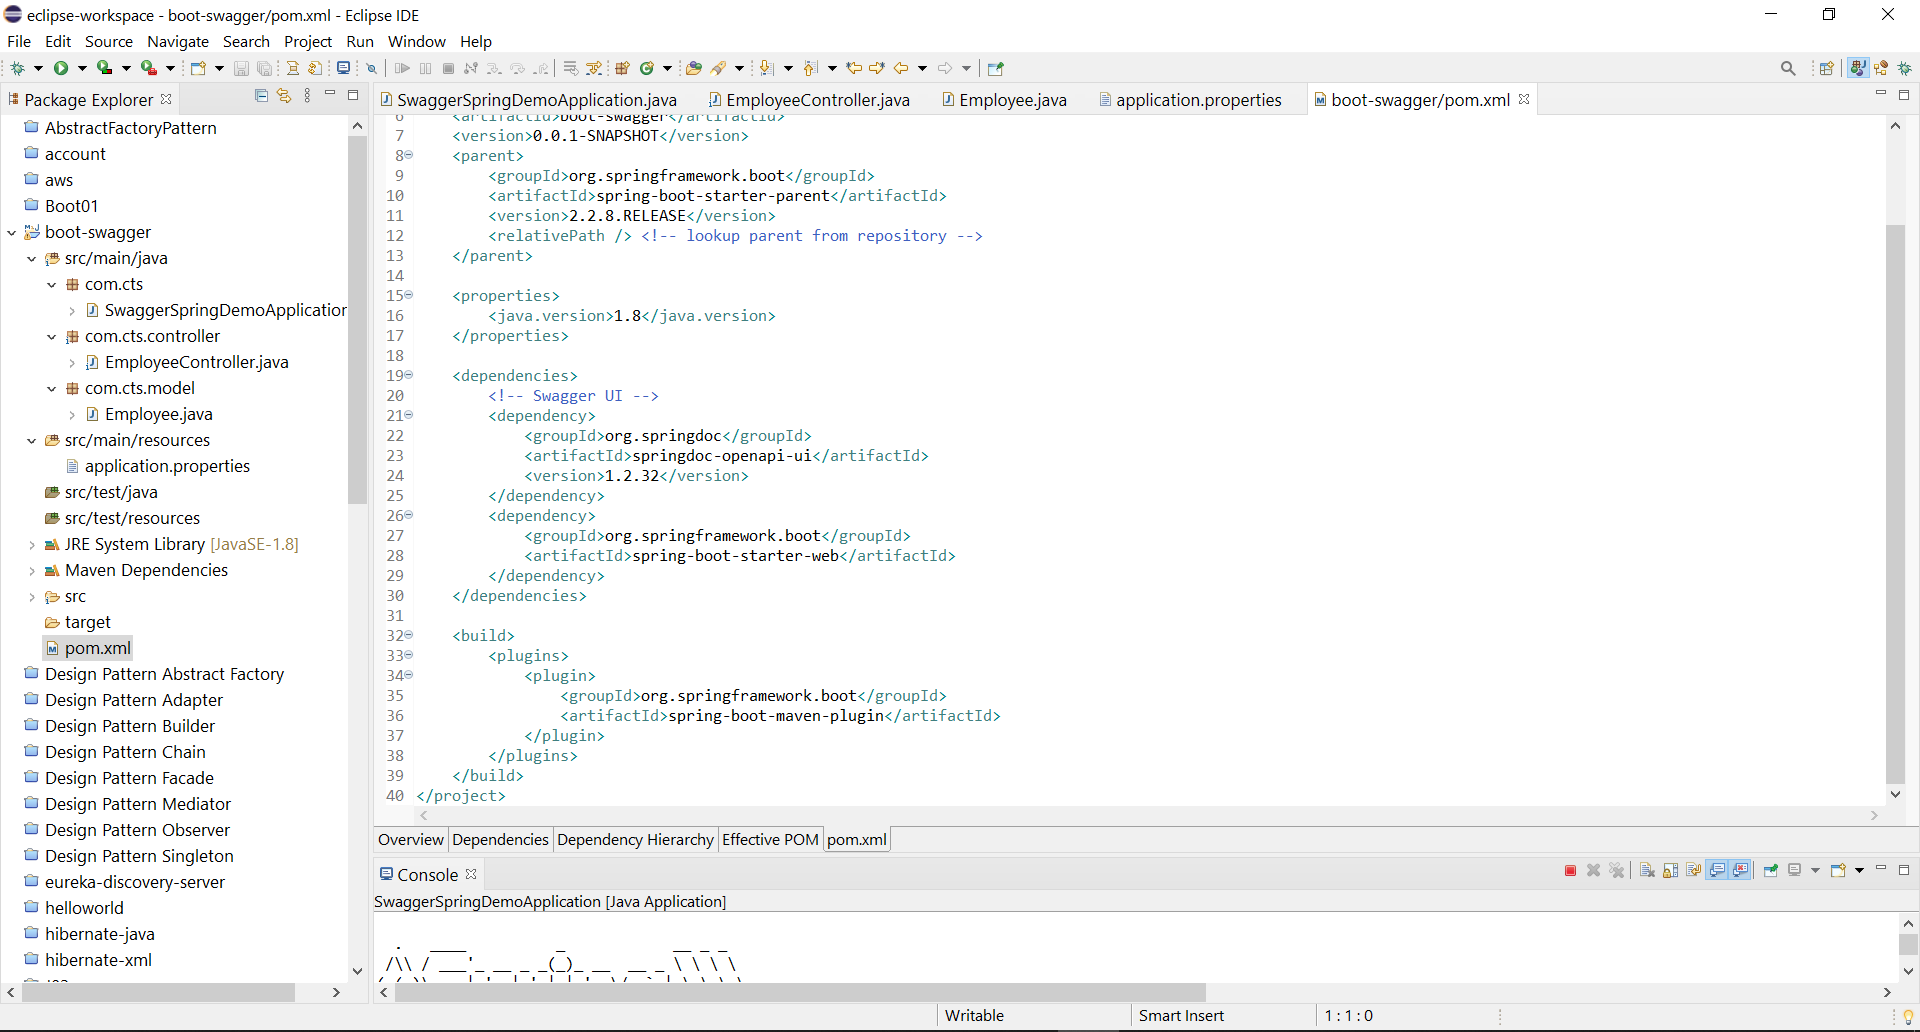 eclipse-workspace - boot-swagger/pom.xml - Eclipse IDE
File Edit Source Navigate Search Project Run Window Help
Package Explorer
AbstractFactoryPattern
account
aws
Boot01
boot-swagger
src/main/java
com.cts
SwaggerSpringDemoApplication
com.cts.controller
EmployeeController.java
com.cts.model
Employee.java
src/main/resources
application.properties
src/test/java
src/test/resources
JRE System Library [JavaSE-1.8]
Maven Dependencies
src
target
pom.xml
Design Pattern Abstract Factory
Design Pattern Adapter
Design Pattern Builder
Design Pattern Chain
Design Pattern Facade
Design Pattern Mediator
Design Pattern Observer
Design Pattern Singleton
eureka-discovery-server
helloworld
hibernate-java
hibernate-xml
SwaggerSpringDemoApplication.java EmployeeController.java Employee.java application.properties boot-swagger/pom.xml
6 <artifactId>boot-swagger</artifactId>
7 <version>0.0.1-SNAPSHOT</version>
8 <parent>
9 <groupId>org.springframework.boot</groupId>
10 <artifactId>spring-boot-starter-parent</artifactId>
11 <version>2.2.8.RELEASE</version>
12 <relativePath /> <!-- lookup parent from repository -->
13 </parent>
14
15 <properties>
16 <java.version>1.8</java.version>
17 </properties>
18
19 <dependencies>
20 <!-- Swagger UI -->
21 <dependency>
22 <groupId>org.springdoc</groupId>
23 <artifactId>springdoc-openapi-ui</artifactId>
24 <version>1.2.32</version>
25 </dependency>
26 <dependency>
27 <groupId>org.springframework.boot</groupId>
28 <artifactId>spring-boot-starter-web</artifactId>
29 </dependency>
30 </dependencies>
31
32 <build>
33 <plugins>
34 <plugin>
35 <groupId>org.springframework.boot</groupId>
36 <artifactId>spring-boot-maven-plugin</artifactId>
37 </plugin>
38 </plugins>
39 </build>
40 </project>
Overview Dependencies Dependency Hierarchy Effective POM pom.xml
Console
SwaggerSpringDemoApplication [Java Application]
Writable Smart Insert 1 : 1 : 0